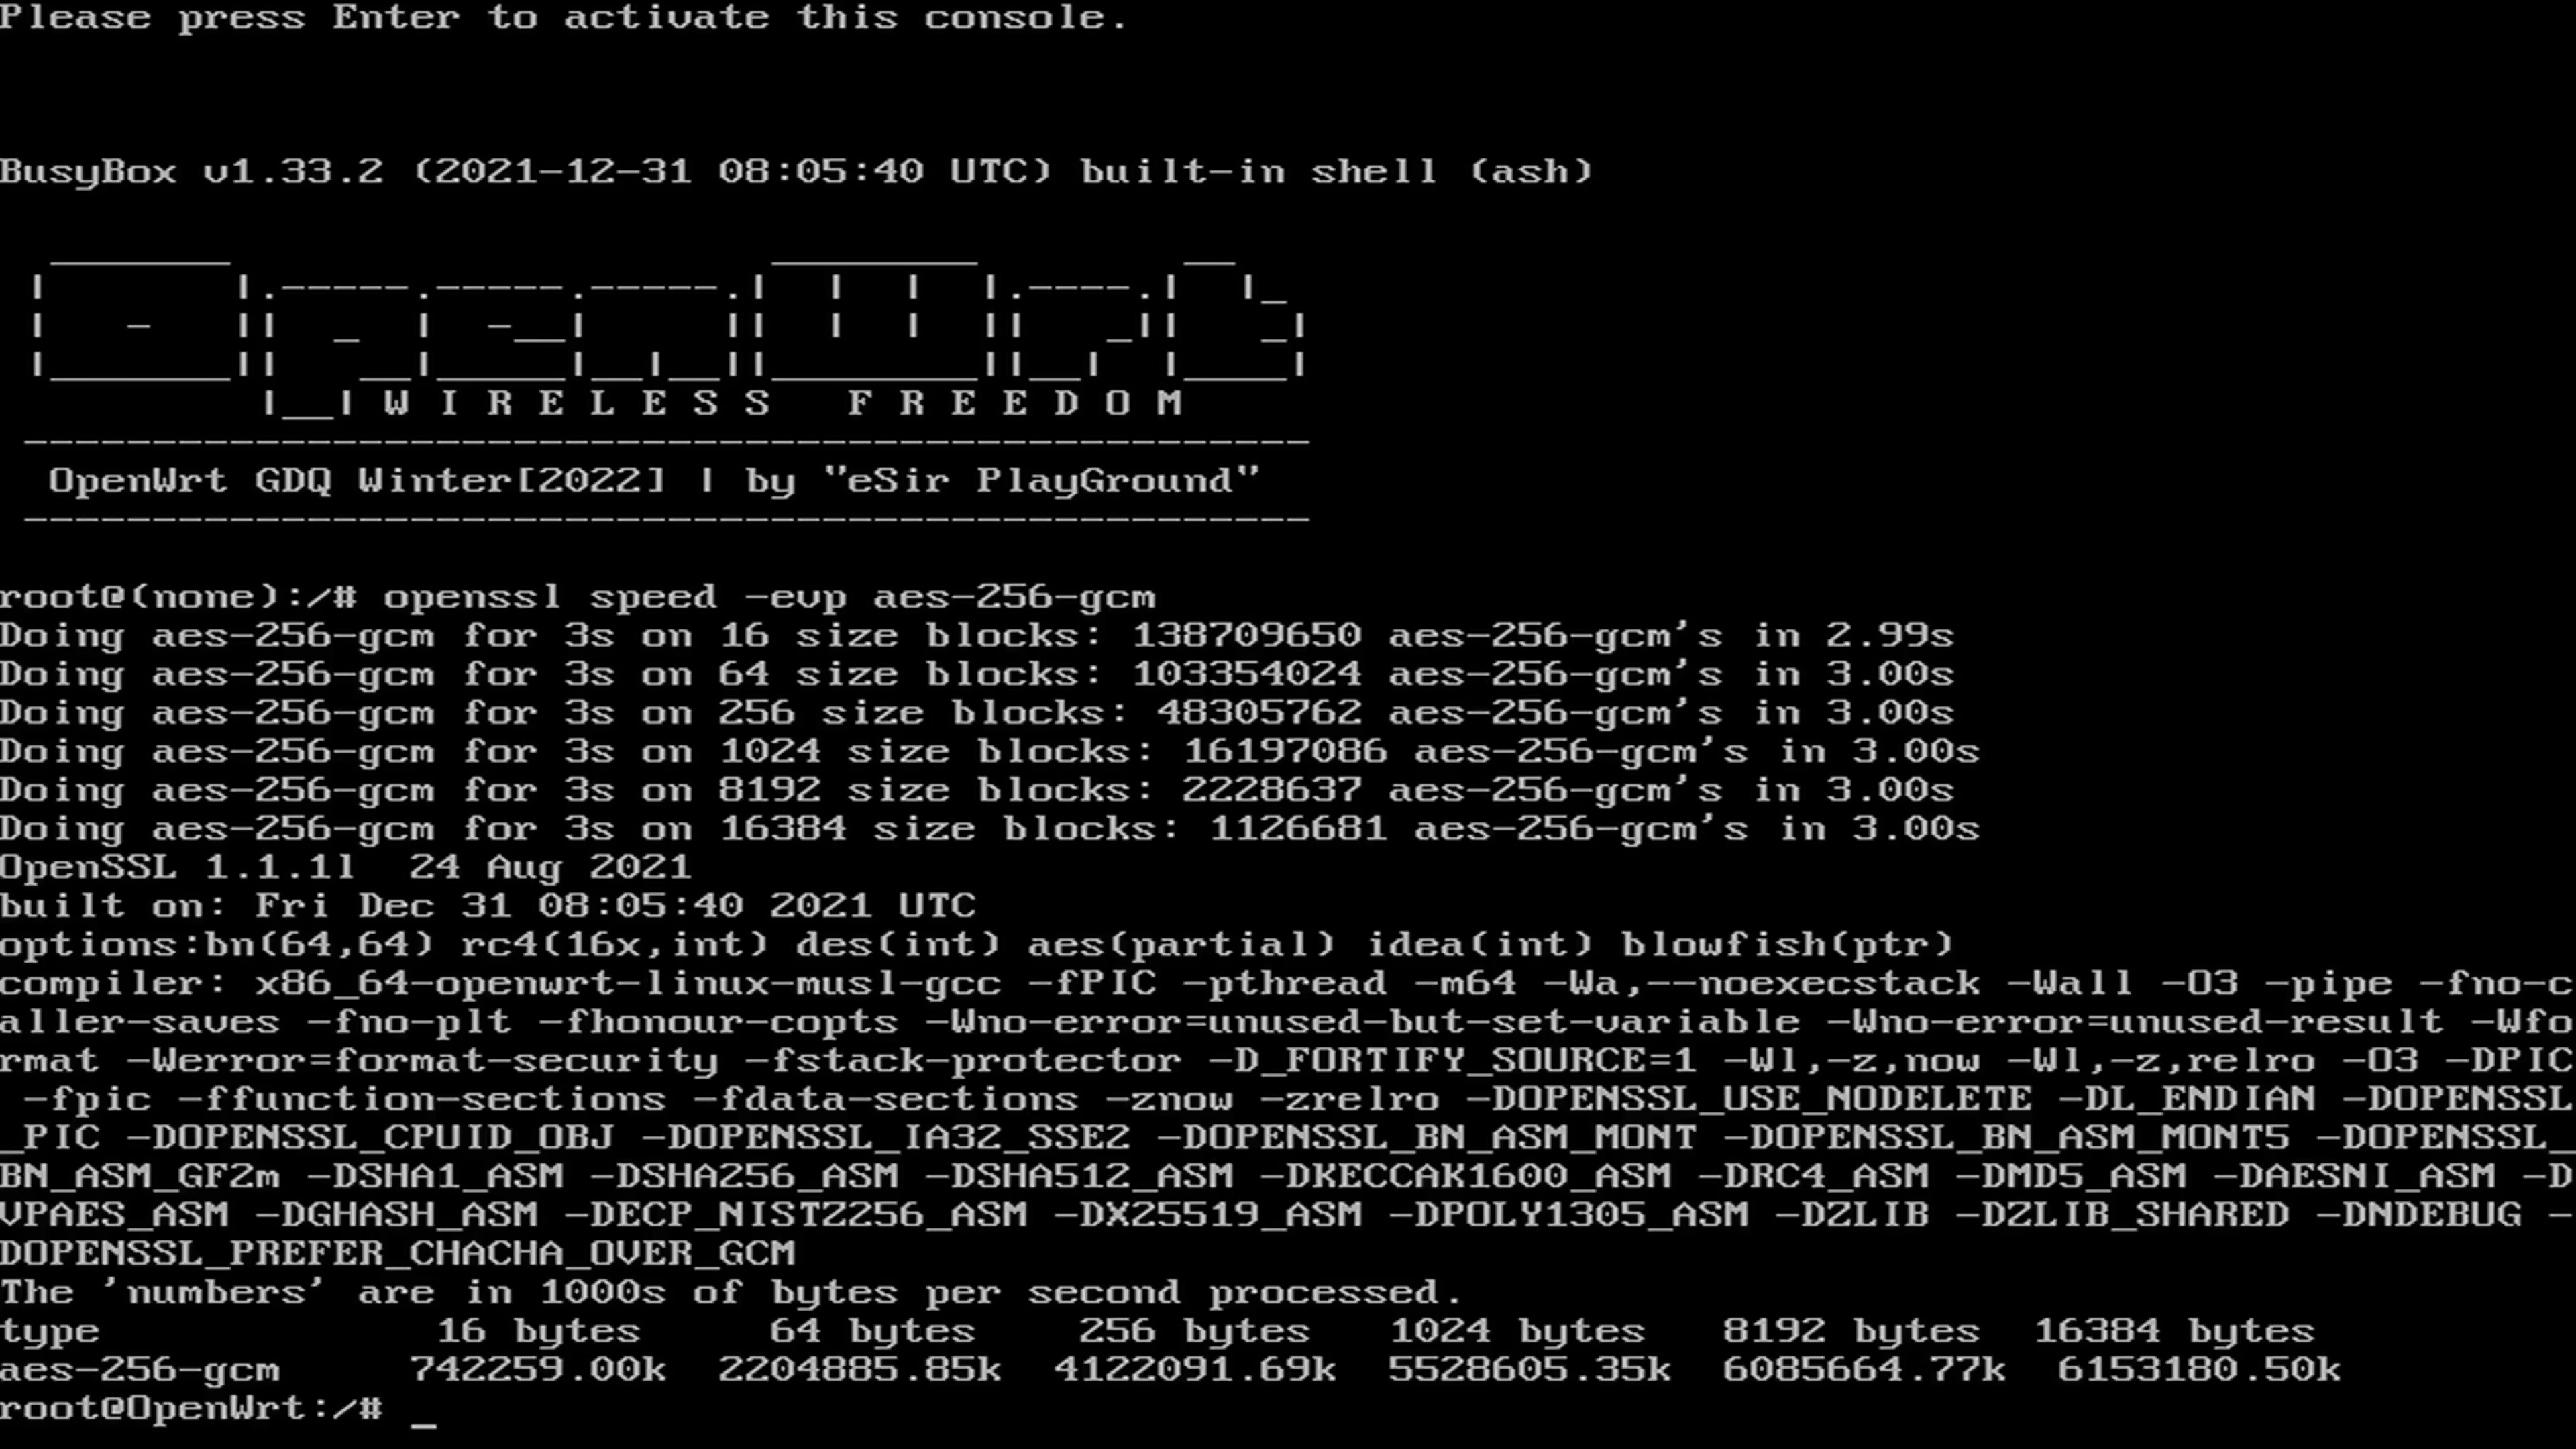 Please press Enter to activate this console.
BusyBox v1.33.2 (2021-12-31 08:05:40 UTC) built-in shell (ash)
W I R E L E S S   F R E E D O M
-----------------------------------------------------
OpenWrt GDQ Winter[2022] | by "eSir PlayGround"
-----------------------------------------------------
root@(none):/# openssl speed -evp aes-256-gcm
Doing aes-256-gcm for 3s on 16 size blocks: 138709650 aes-256-gcm's in 2.99s
Doing aes-256-gcm for 3s on 64 size blocks: 103354024 aes-256-gcm's in 3.00s
Doing aes-256-gcm for 3s on 256 size blocks: 48305762 aes-256-gcm's in 3.00s
Doing aes-256-gcm for 3s on 1024 size blocks: 16197086 aes-256-gcm's in 3.00s
Doing aes-256-gcm for 3s on 8192 size blocks: 2228637 aes-256-gcm's in 3.00s
Doing aes-256-gcm for 3s on 16384 size blocks: 1126681 aes-256-gcm's in 3.00s
OpenSSL 1.1.1l  24 Aug 2021
built on: Fri Dec 31 08:05:40 2021 UTC
options:bn(64,64) rc4(16x,int) des(int) aes(partial) idea(int) blowfish(ptr)
compiler: x86_64-openwrt-linux-musl-gcc -fPIC -pthread -m64 -Wa,--noexecstack -Wall -O3 -pipe -fno-c
aller-saves -fno-plt -fhonour-copts -Wno-error=unused-but-set-variable -Wno-error=unused-result -Wfo
rmat -Werror=format-security -fstack-protector -D_FORTIFY_SOURCE=1 -Wl,-z,now -Wl,-z,relro -O3 -DPIC
 -fpic -ffunction-sections -fdata-sections -znow -zrelro -DOPENSSL_USE_NODELETE -DL_ENDIAN -DOPENSSL
_PIC -DOPENSSL_CPUID_OBJ -DOPENSSL_IA32_SSE2 -DOPENSSL_BN_ASM_MONT -DOPENSSL_BN_ASM_MONT5 -DOPENSSL_
BN_ASM_GF2m -DSHA1_ASM -DSHA256_ASM -DSHA512_ASM -DKECCAK1600_ASM -DRC4_ASM -DMD5_ASM -DAESNI_ASM -D
VPAES_ASM -DGHASH_ASM -DECP_NISTZ256_ASM -DX25519_ASM -DPOLY1305_ASM -DZLIB -DZLIB_SHARED -DNDEBUG -
DOPENSSL_PREFER_CHACHA_OVER_GCM
The 'numbers' are in 1000s of bytes per second processed.
type             16 bytes     64 bytes    256 bytes   1024 bytes   8192 bytes  16384 bytes
aes-256-gcm     742259.00k  2204885.85k  4122091.69k  5528605.35k  6085664.77k  6153180.50k
root@OpenWrt:/# _